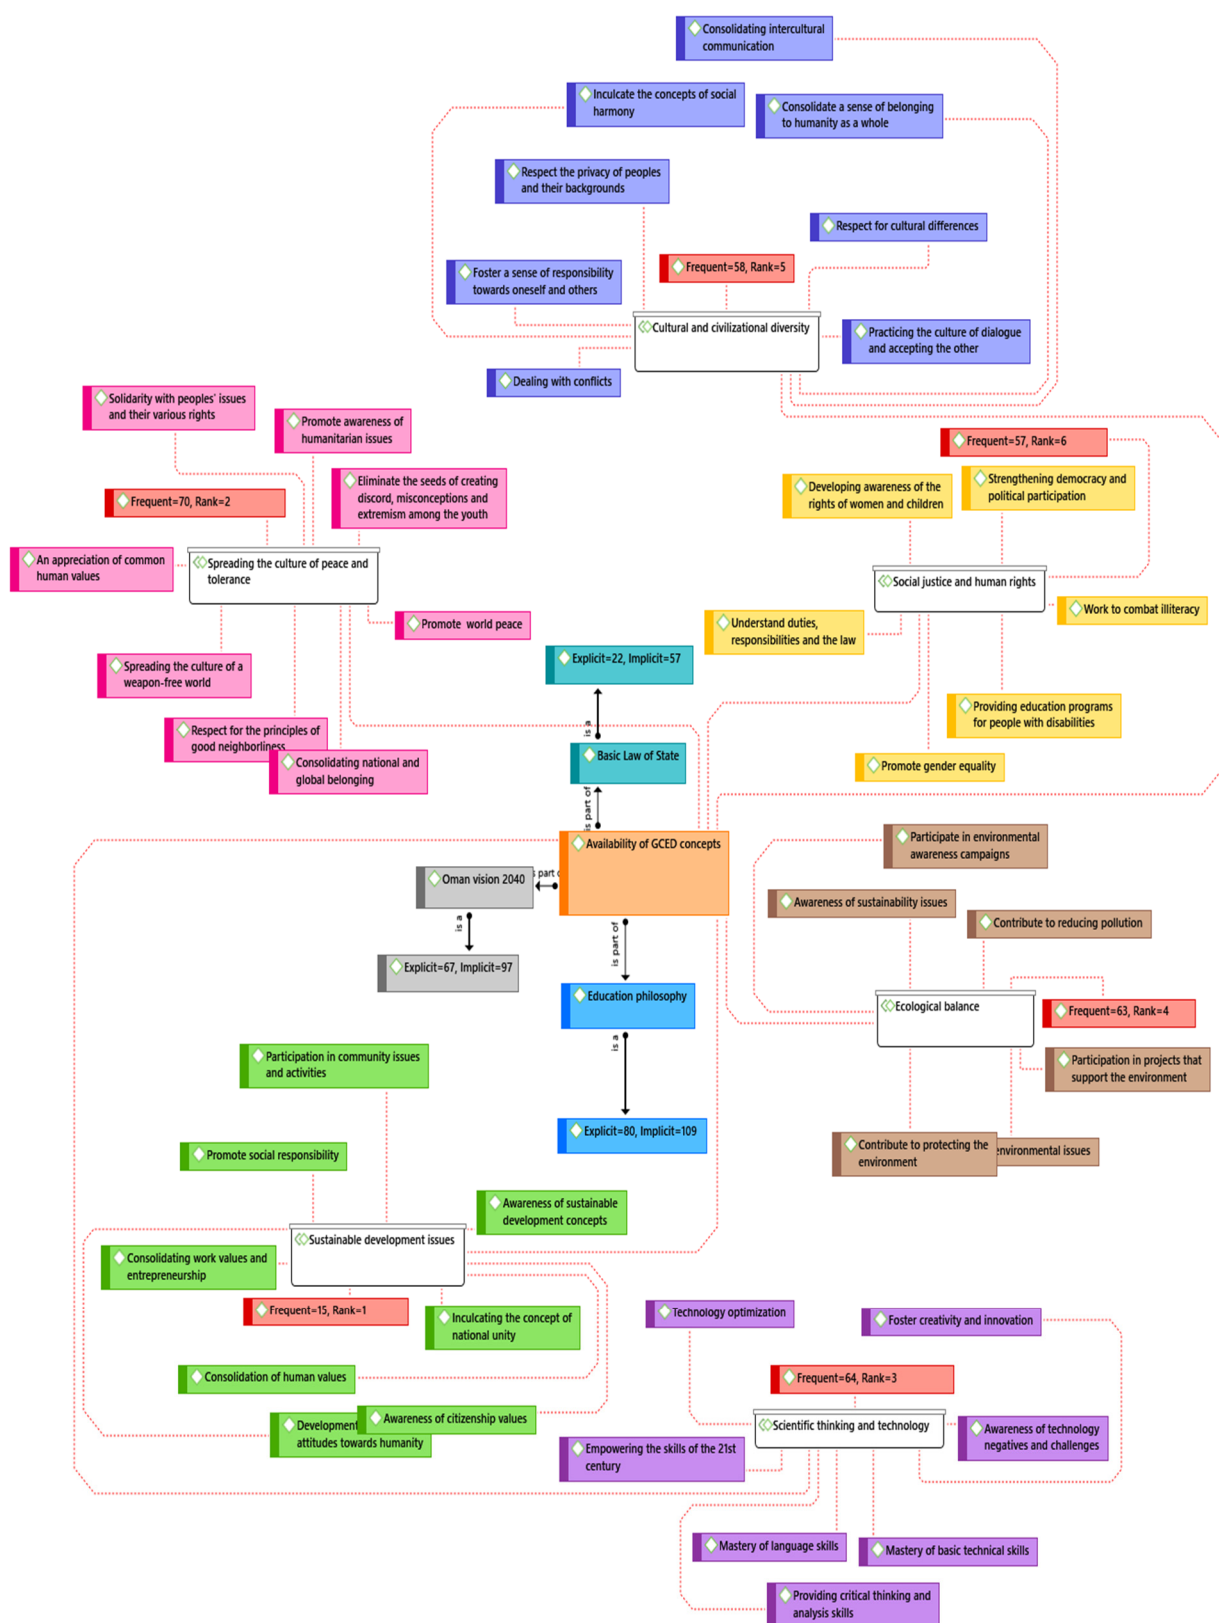 Consolidating intercultural
communication
Inculcate the concepts of social
harmony
Consolidate a sense of belonging
to humanity as a whole
Respect the privacy of peoples
and their backgrounds
Respect for cultural differences
Frequent=58, Rank=5
Foster a sense of responsibility
towards oneself and others
Cultural and civilizational diversity
Practicing the culture of dialogue
and accepting the other
Dealing with conflicts
Solidarity with peoples' issues
and their various rights
Promote awareness of
humanitarian issues
Eliminate the seeds of creating
discord, misconceptions and
extremism among the youth
Frequent=70, Rank=2
An appreciation of common
human values
Spreading the culture of peace and
tolerance
Promote world peace
Spreading the culture of a
weapon-free world
Respect for the principles of
good neighborliness
Consolidating national and
global belonging
Frequent=57, Rank=6
Developing awareness of the
rights of women and children
Strengthening democracy and
political participation
Social justice and human rights
Work to combat illiteracy
Understand duties,
responsibilities and the law
Providing education programs
for people with disabilities
Promote gender equality
Explicit=22, Implicit=57
is a
Basic Law of State
is part of
Availability of GCED concepts
Oman vision 2040
s part
is a
Explicit=67, Implicit=97
is part of
Education philosophy
is a
Explicit=80, Implicit=109
Participate in environmental
awareness campaigns
Awareness of sustainability issues
Contribute to reducing pollution
Ecological balance
Frequent=63, Rank=4
Participation in projects that
support the environment
Contribute to protecting the
environment
environmental issues
Participation in community issues
and activities
Promote social responsibility
Awareness of sustainable
development concepts
Sustainable development issues
Consolidating work values and
entrepreneurship
Frequent=15, Rank=1
Inculcating the concept of
national unity
Consolidation of human values
Development
attitudes towards humanity
Awareness of citizenship values
Technology optimization
Foster creativity and innovation
Frequent=64, Rank=3
Scientific thinking and technology
Awareness of technology
negatives and challenges
Empowering the skills of the 21st
century
Mastery of language skills
Mastery of basic technical skills
Providing critical thinking and
analysis skills